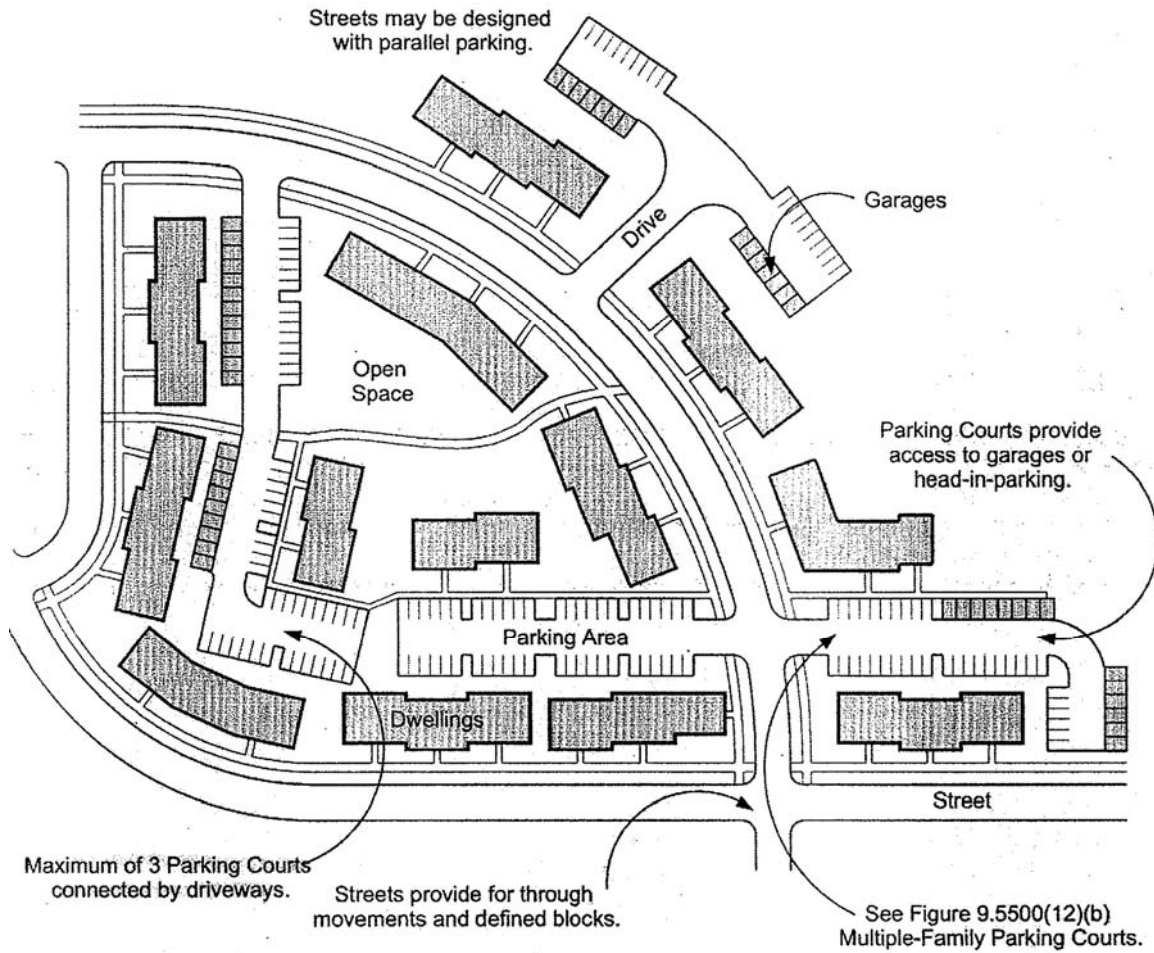 Streets may be designed
with parallel parking.
Garages
Drive
Open
Space
Parking Courts provide
access to garages or
head-in-parking.
Parking Area
Dwellings
Street
Maximum of 3 Parking Courts
connected by driveways.
Streets provide for through
movements and defined blocks.
See Figure 9.5500(12)(b)
Multiple-Family Parking Courts.